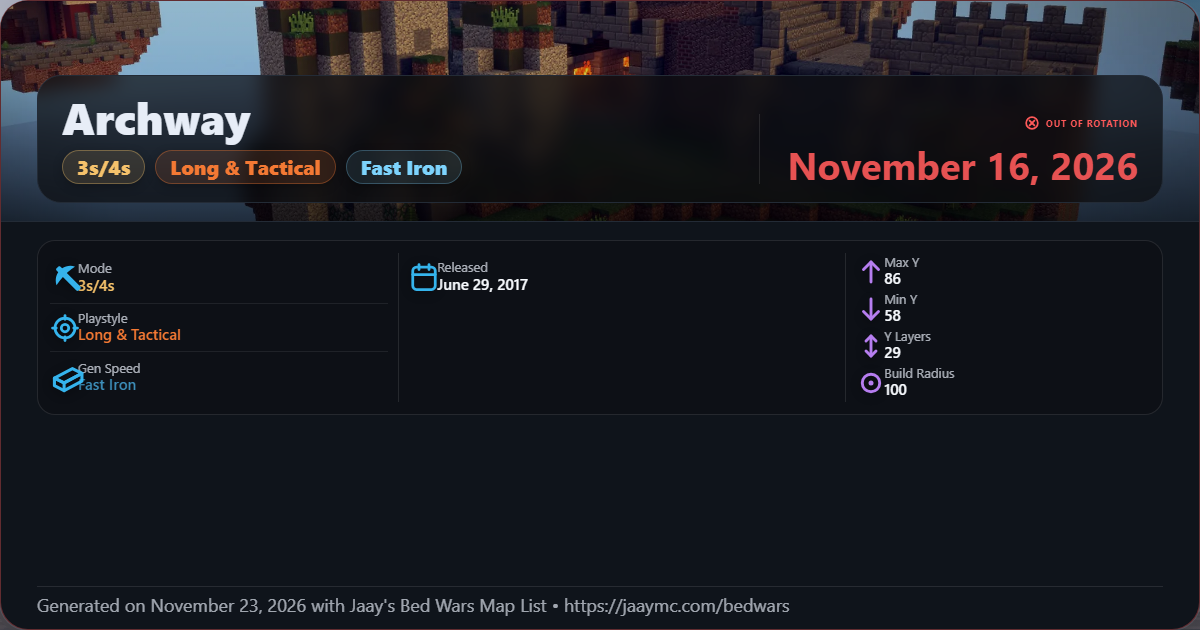 Archway
3s/4s
Long & Tactical
Fast Iron
OUT OF ROTATION
November 16, 2026
Mode
3s/4s
Playstyle
Long & Tactical
Gen Speed
Fast Iron
Released
June 29, 2017
Max Y
86
Min Y
58
Y Layers
29
Build Radius
100
Generated on November 23, 2026 with Jaay's Bed Wars Map List • https://jaaymc.com/bedwars